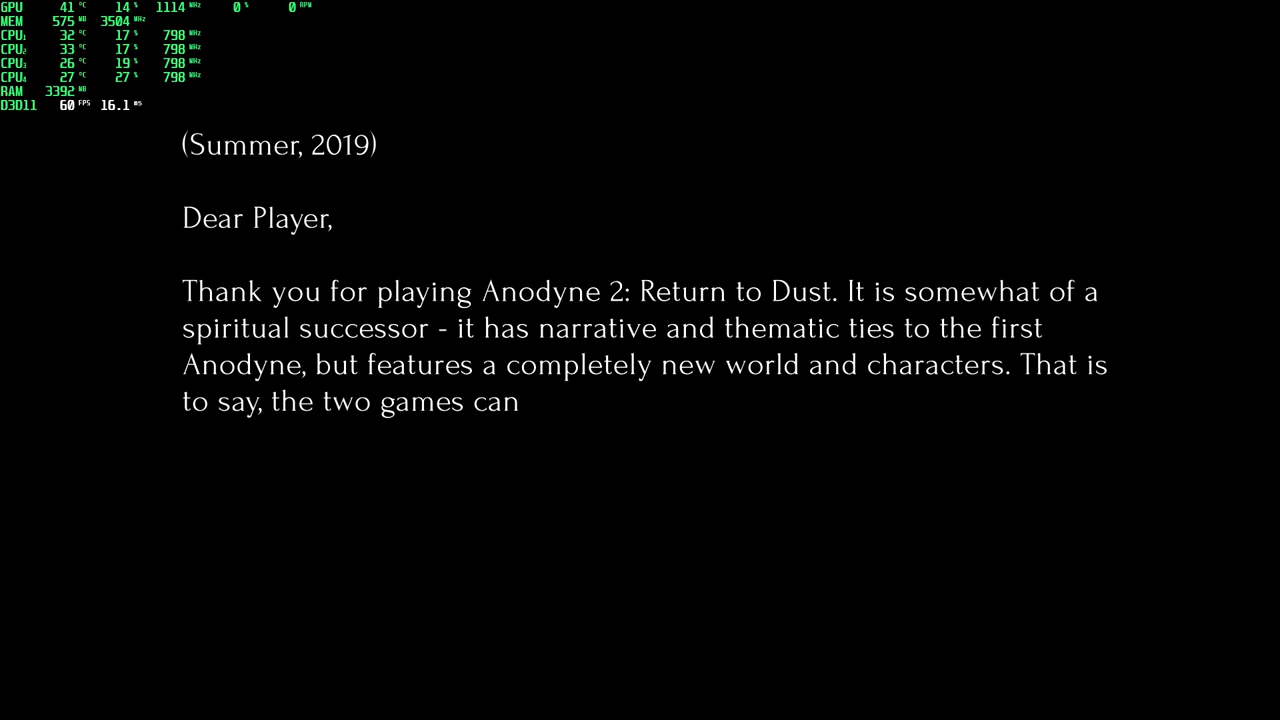 GPU 41 °C 14 % 1114 MHz 0 % 0 RPM
MEM 575 MB 3504 MHz
CPU1 32 °C 17 % 798 MHz
CPU2 33 °C 17 % 798 MHz
CPU3 26 °C 19 % 798 MHz
CPU4 27 °C 27 % 798 MHz
RAM 3392 MB
D3D11 60 FPS 16.1 ms
(Summer, 2019)
Dear Player,
Thank you for playing Anodyne 2: Return to Dust. It is somewhat of a
spiritual successor - it has narrative and thematic ties to the first
Anodyne, but features a completely new world and characters. That is
to say, the two games can